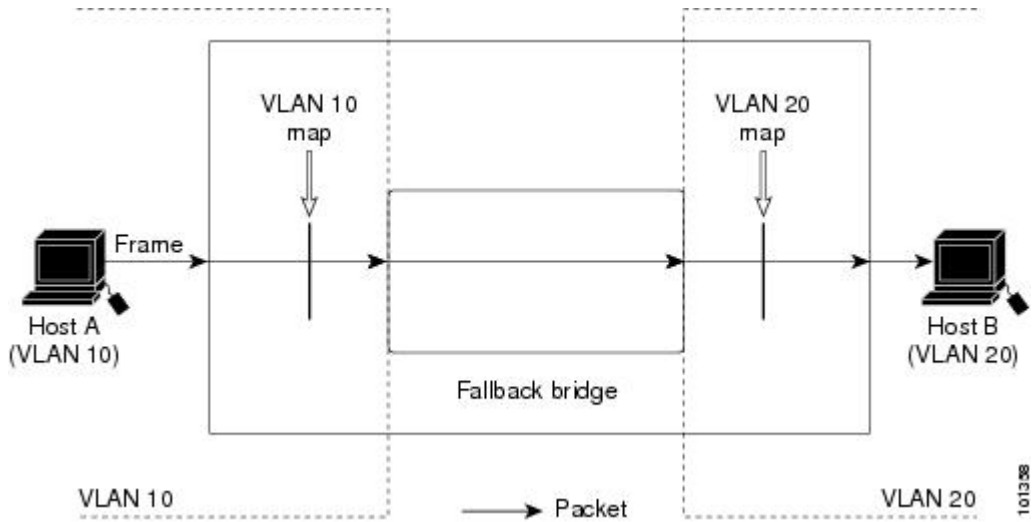 VLAN 10
map
VLAN 20
map
Frame
Host A
(VLAN 10)
Host B
(VLAN 20)
Fallback bridge
VLAN 10
Packet
VLAN 20
101358